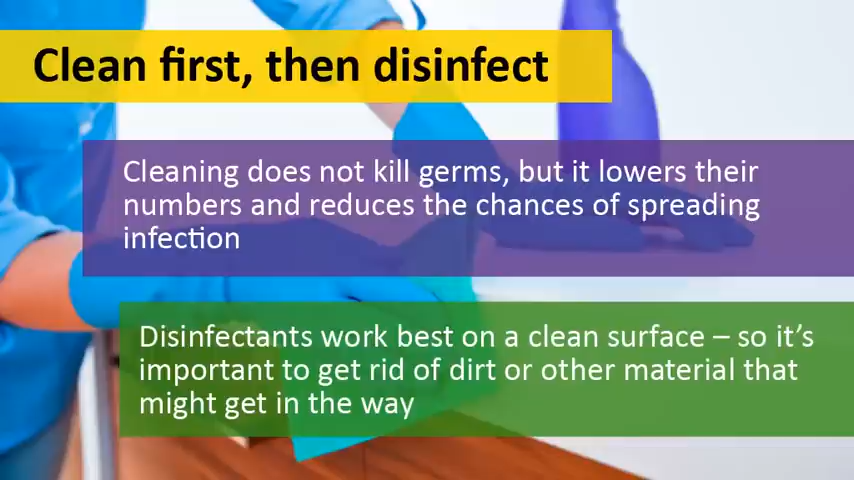 Clean first, then disinfect
Cleaning does not kill germs, but it lowers their
numbers and reduces the chances of spreading
infection
Disinfectants work best on a clean surface – so it’s
important to get rid of dirt or other material that
might get in the way